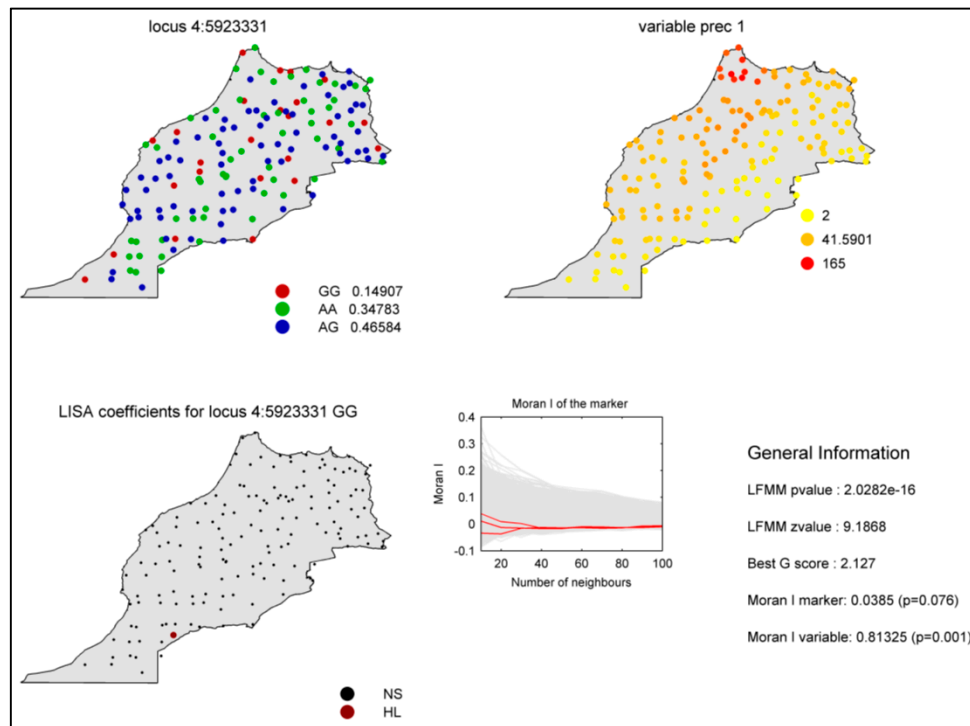 locus 4:5923331
variable prec 1
GG 0.14907
AA 0.34783
AG 0.46584
2
41.5901
165
LISA coefficients for locus 4:5923331 GG
NS
HL
Moran I of the marker
Moran I
0.4
0.3
0.2
0.1
0
-0.1
20 40 60 80 100
Number of neighbours
General Information
LFMM pvalue : 2.0282e-16
LFMM zvalue : 9.1868
Best G score : 2.127
Moran I marker: 0.0385 (p=0.076)
Moran I variable: 0.81325 (p=0.001)